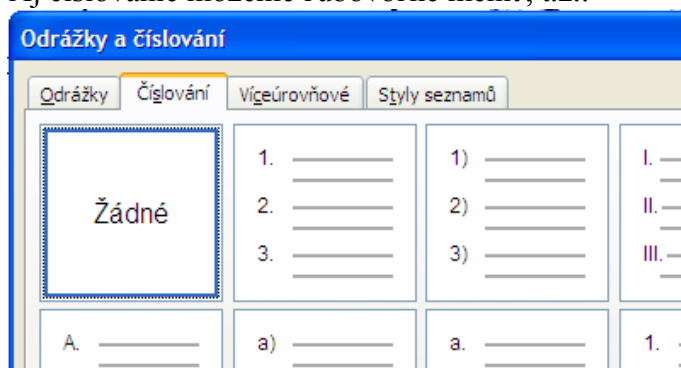 Odrážky a číslování
Odrážky Číslování Víceúrovňové Styly seznamů
Žádné
1. 1) I.
2. 2) II.
3. 3) III.
A. a) a. 1.